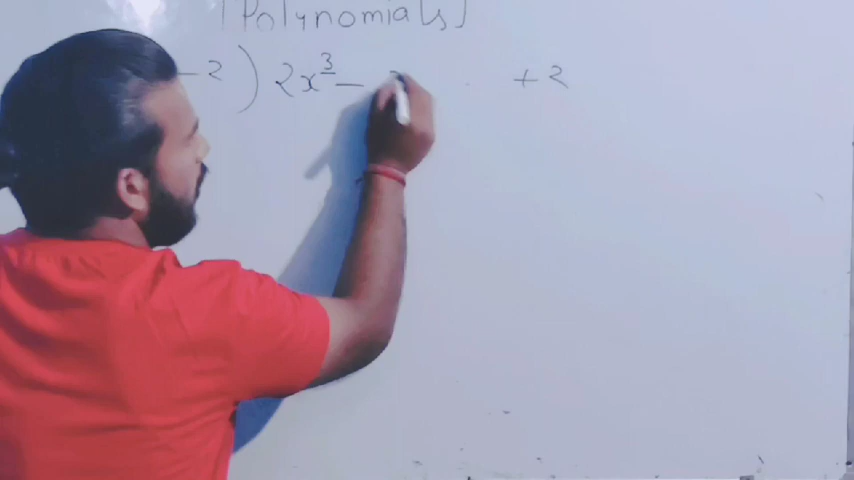 [Polynomials]
- 2 ) 2x³ - + 2